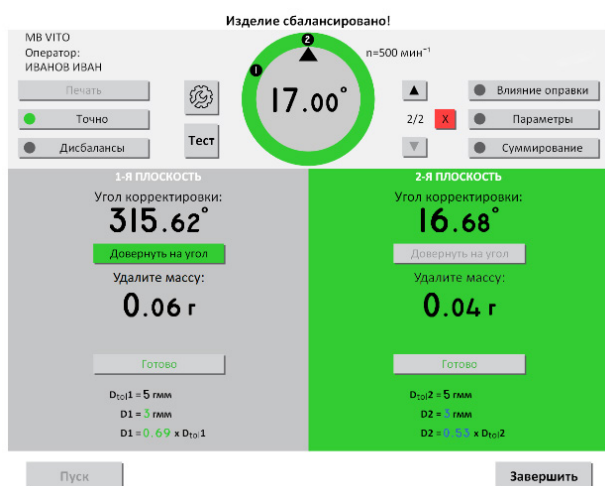 Изделие сбалансировано!
MB VITO
Оператор:
ИВАНОВ ИВАН
n=500 мин⁻¹
Печать
Точно
Дисбалансы
Тест
1
2
17.00°
2/2
X
Влияние оправки
Параметры
Суммирование
1-Я ПЛОСКОСТЬ
Угол корректировки:
315.62°
Довернуть на угол
Удалите массу:
0.06 г
Готово
Dtol1 = 5 гмм
D1 = 3 гмм
D1 = 0.69 x Dtol1
2-Я ПЛОСКОСТЬ
Угол корректировки:
16.68°
Довернуть на угол
Удалите массу:
0.04 г
Готово
Dtol2 = 5 гмм
D2 = 3 гмм
D2 = 0.53 x Dtol2
Пуск
Завершить